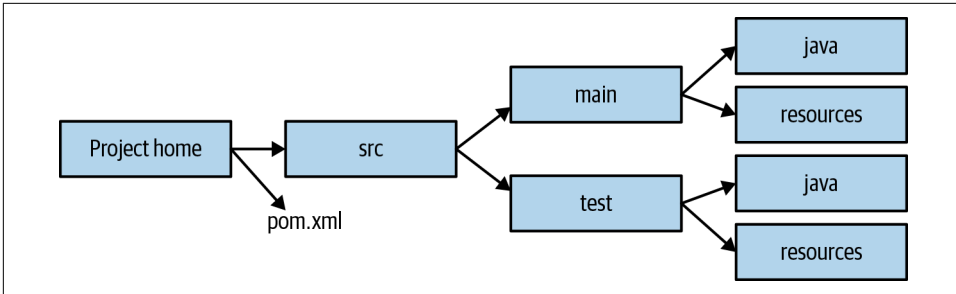 Project home
pom.xml
src
main
java
resources
test
java
resources